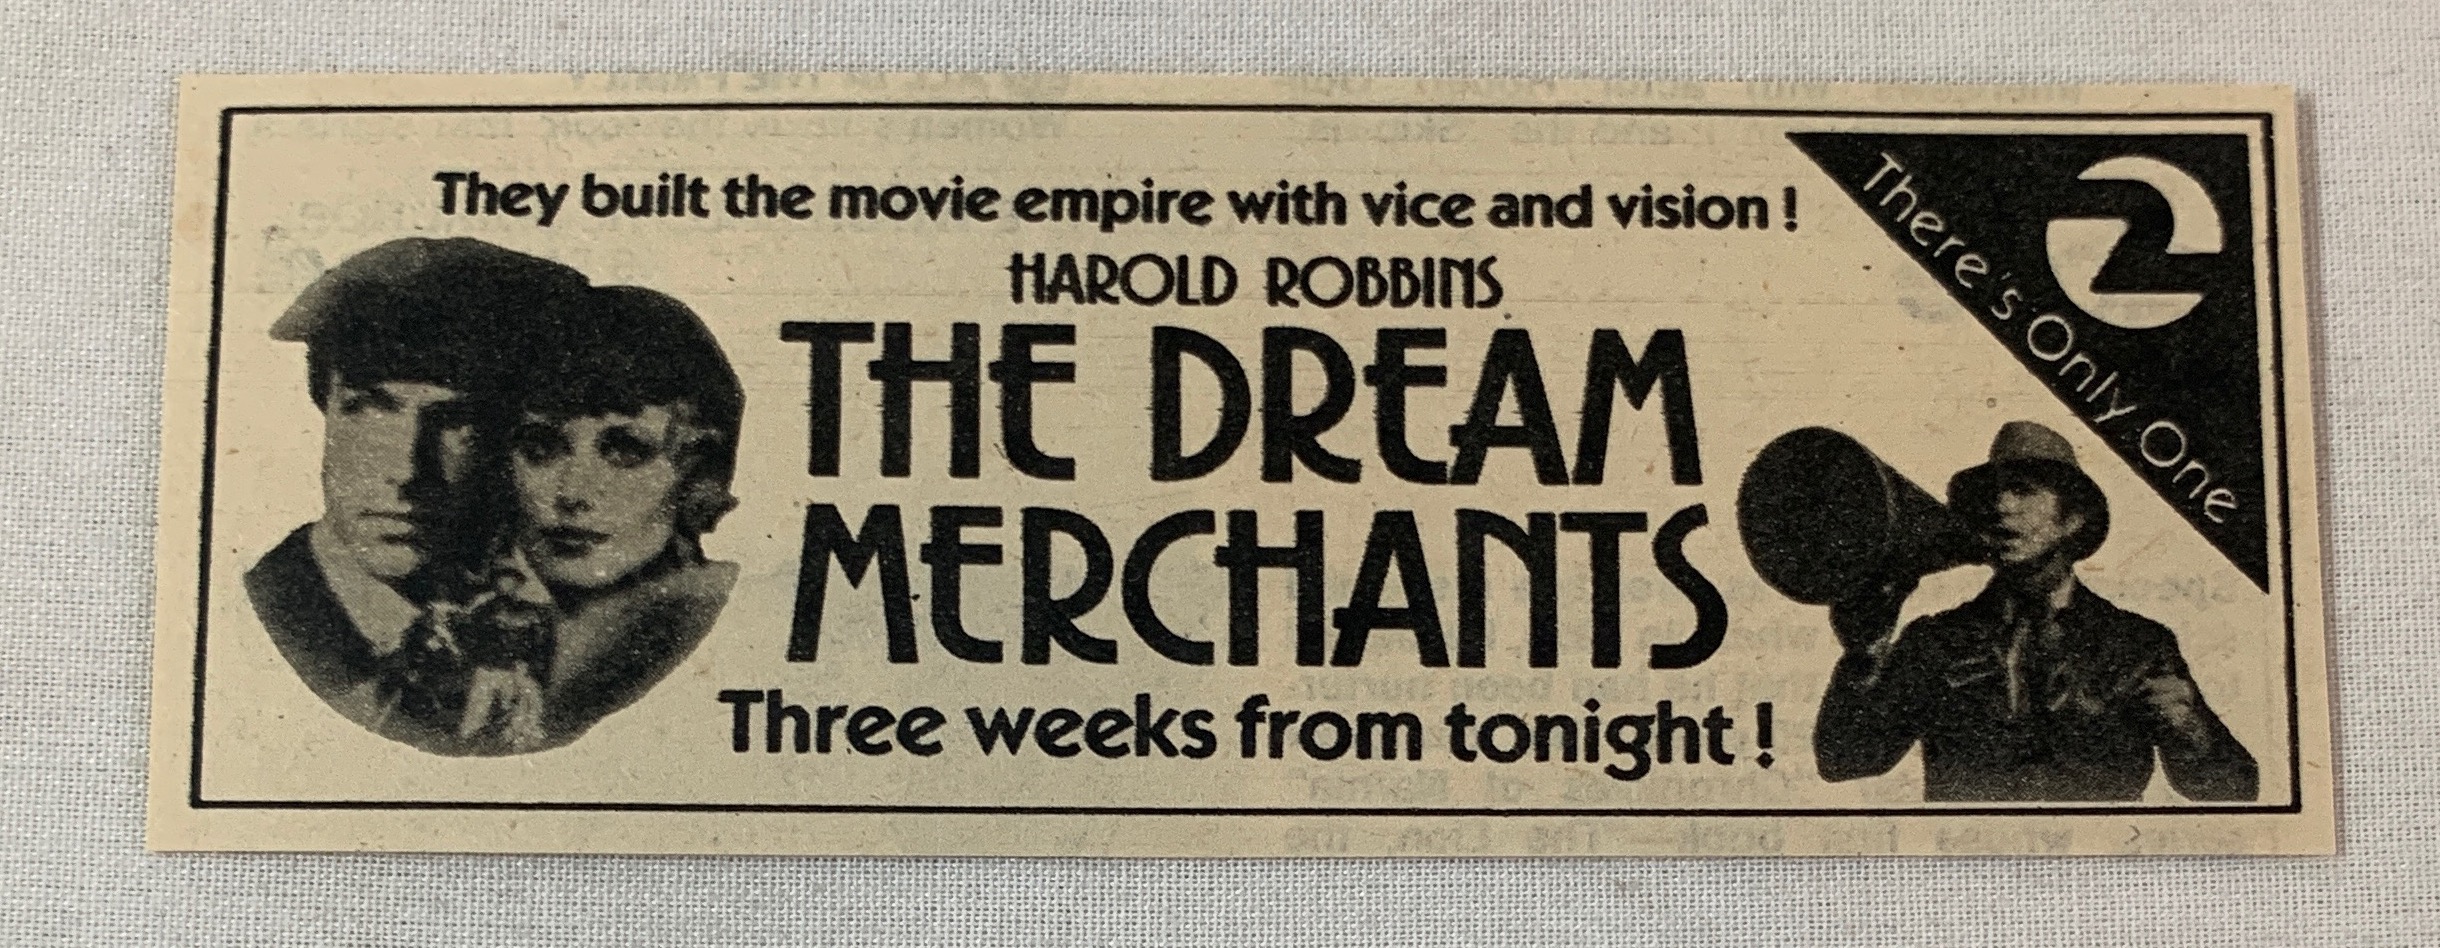 They built the movie empire with vice and vision!
HAROLD ROBBINS
THE DREAM
MERCHANTS
Three weeks from tonight!
2
There's Only One